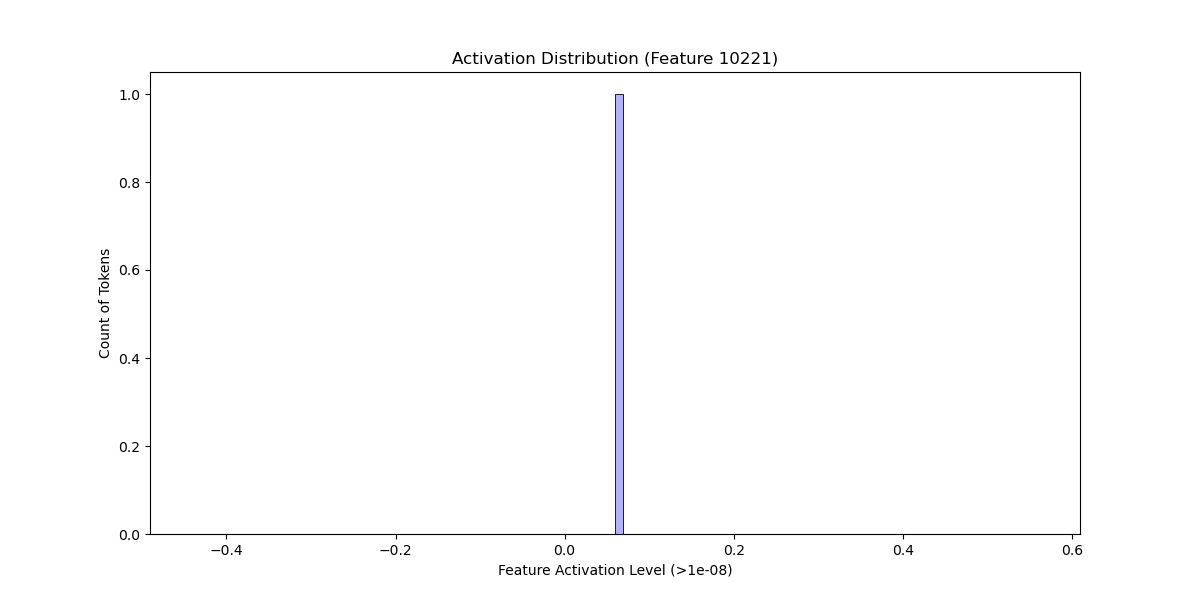 Activation Distribution (Feature 10221)
1.0
0.8
0.6
0.4
0.2
0.0
Count of Tokens
−0.4 −0.2 0.0 0.2 0.4 0.6
Feature Activation Level (>1e-08)